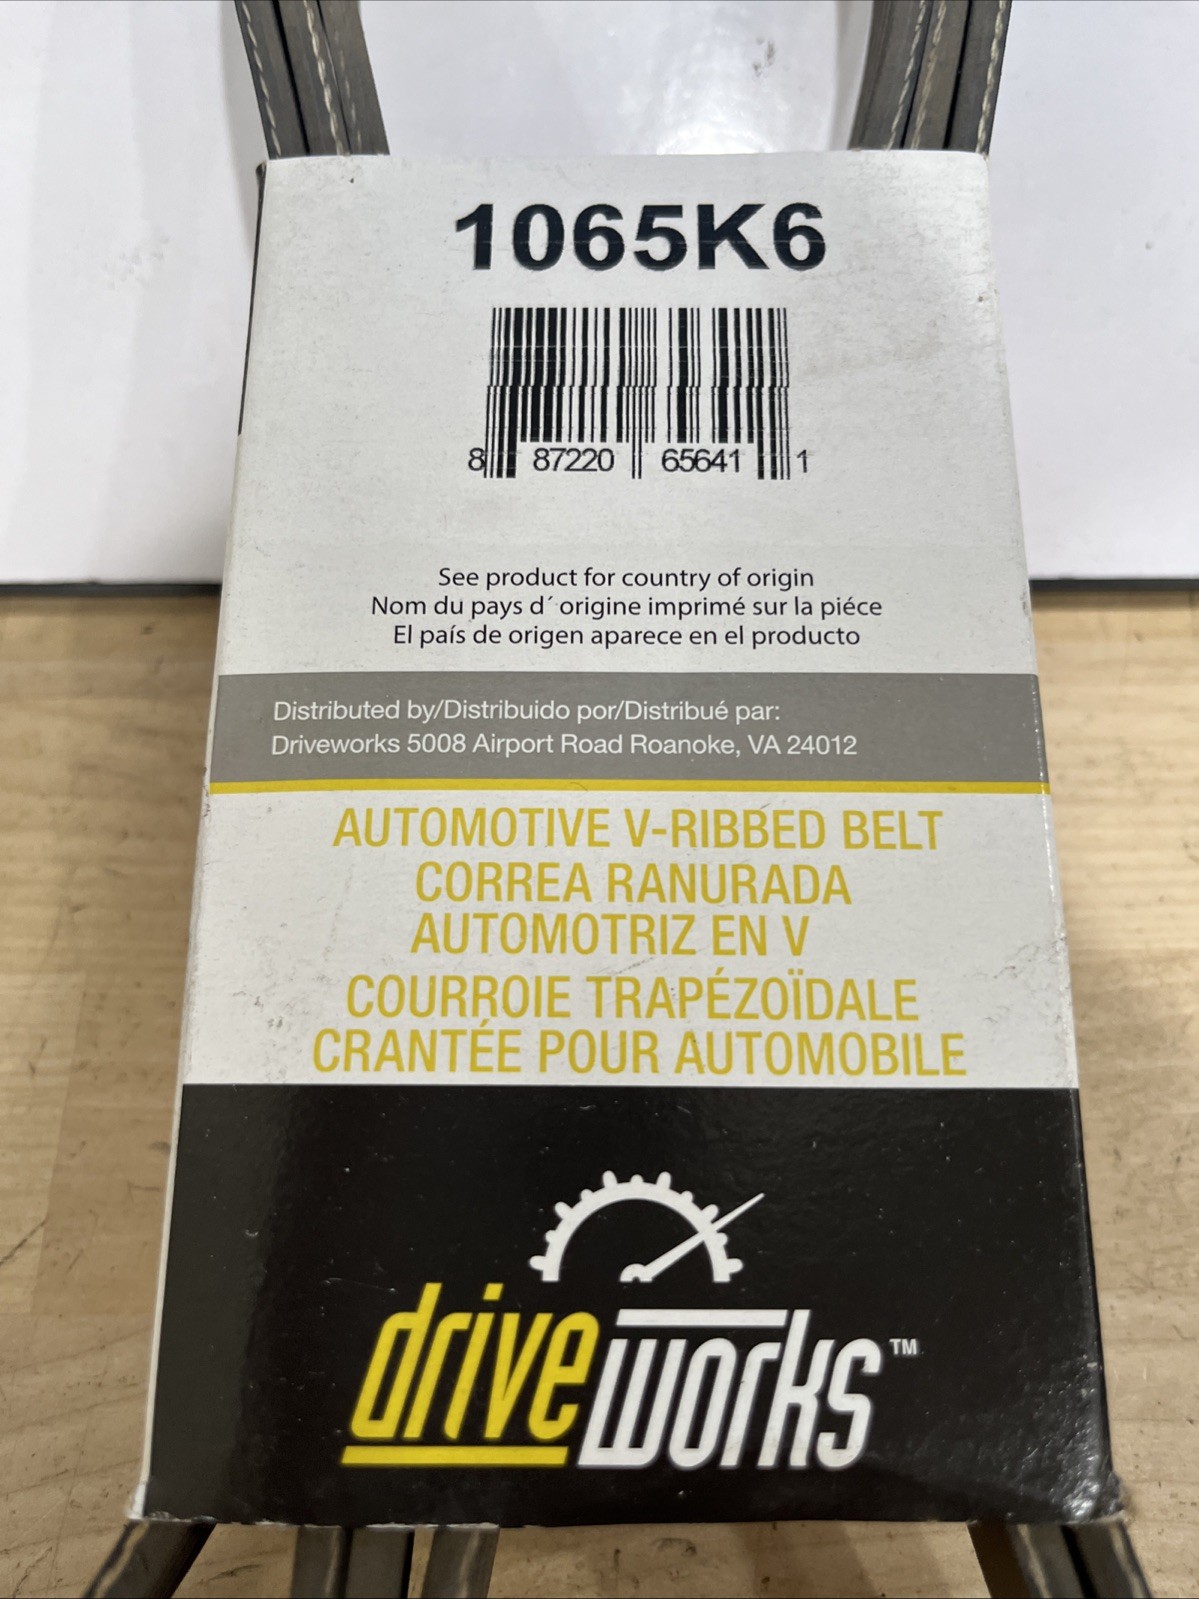 1065K6
8 87220 65641 1
See product for country of origin
Nom du pays d´ origine imprimé sur la piéce
El país de origen aparece en el producto
Distributed by/Distribuido por/Distribué par:
Driveworks 5008 Airport Road Roanoke, VA 24012
AUTOMOTIVE V-RIBBED BELT
CORREA RANURADA
AUTOMOTRIZ EN V
COURROIE TRAPÉZOÏDALE
CRANTÉE POUR AUTOMOBILE
driveworks™